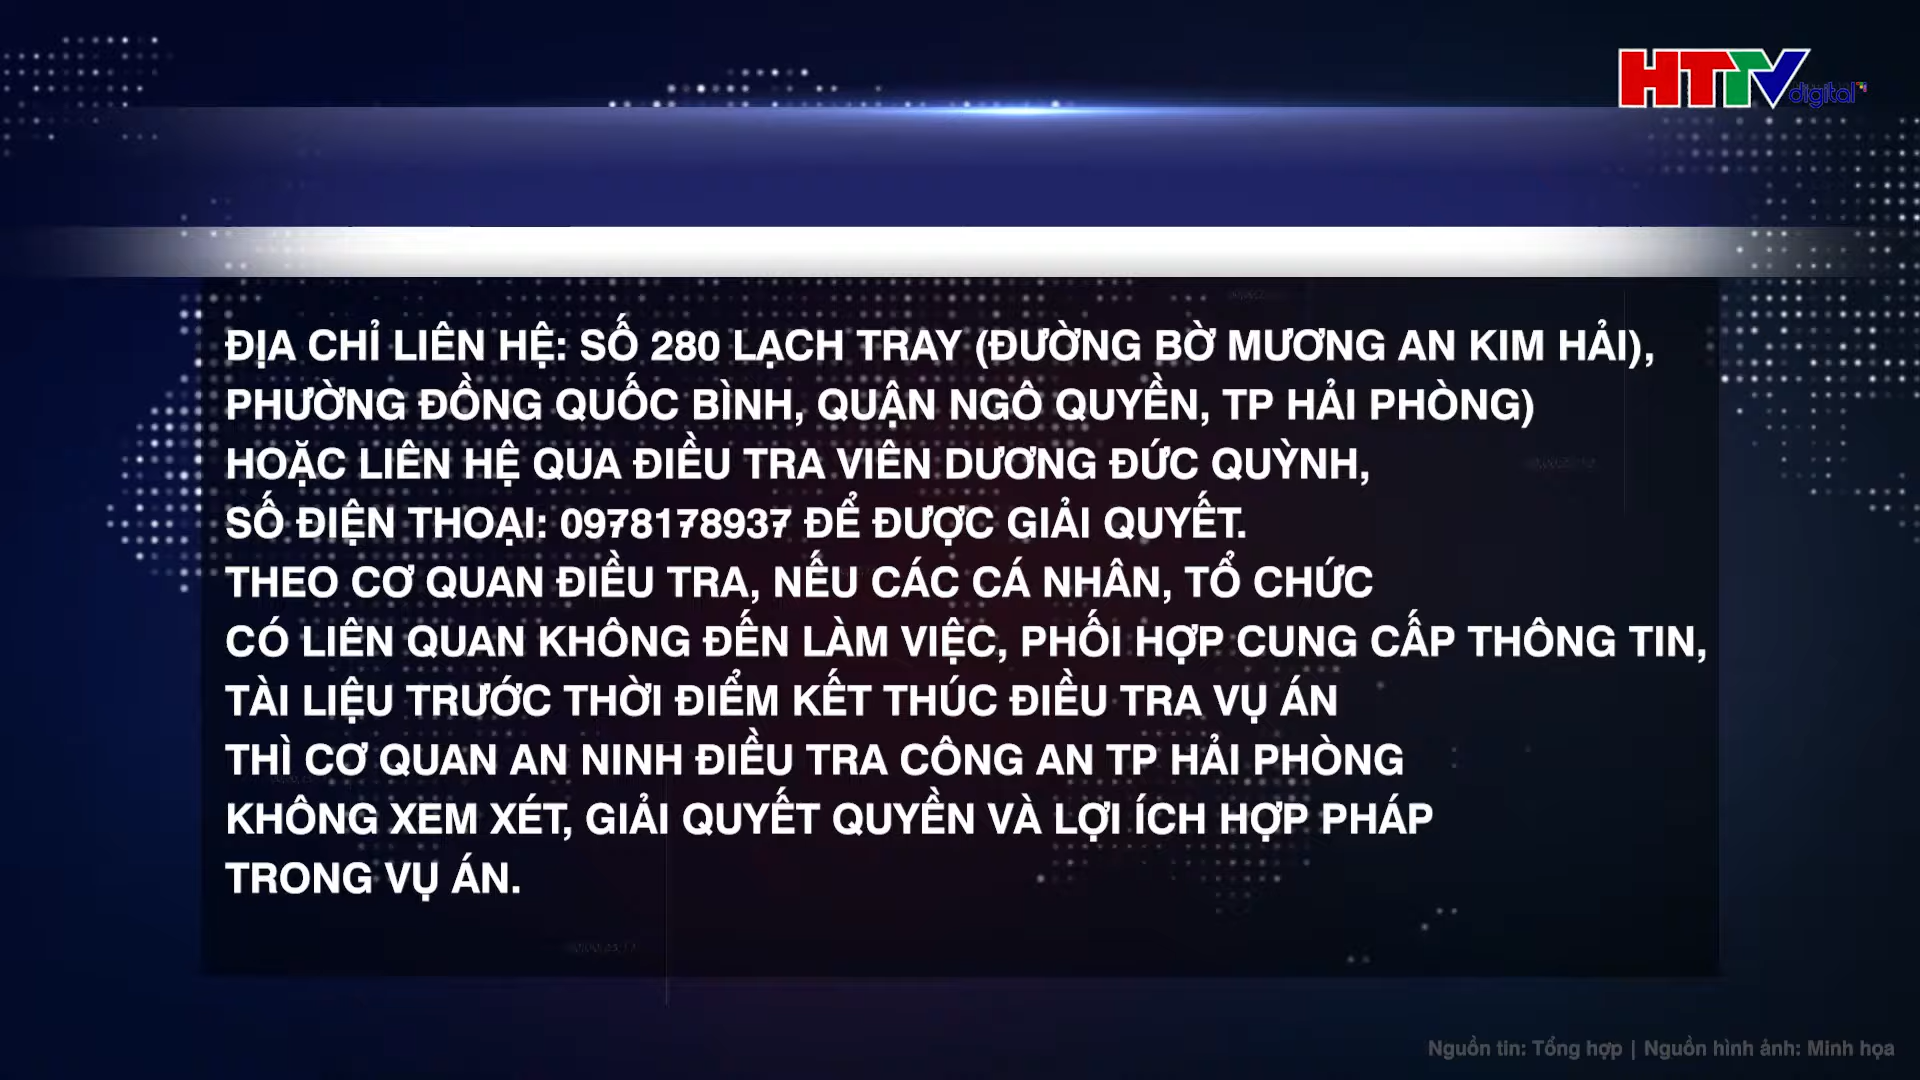 HTTV
digital
ĐỊA CHỈ LIÊN HỆ: SỐ 280 LẠCH TRAY (ĐƯỜNG BỜ MƯƠNG AN KIM HẢI),
PHƯỜNG ĐỒNG QUỐC BÌNH, QUẬN NGÔ QUYỀN, TP HẢI PHÒNG)
HOẶC LIÊN HỆ QUA ĐIỀU TRA VIÊN DƯƠNG ĐỨC QUỲNH,
SỐ ĐIỆN THOẠI: 0978178937 ĐỂ ĐƯỢC GIẢI QUYẾT.
THEO CƠ QUAN ĐIỀU TRA, NẾU CÁC CÁ NHÂN, TỔ CHỨC
CÓ LIÊN QUAN KHÔNG ĐẾN LÀM VIỆC, PHỐI HỢP CUNG CẤP THÔNG TIN,
TÀI LIỆU TRƯỚC THỜI ĐIỂM KẾT THÚC ĐIỀU TRA VỤ ÁN
THÌ CƠ QUAN AN NINH ĐIỀU TRA CÔNG AN TP HẢI PHÒNG
KHÔNG XEM XÉT, GIẢI QUYẾT QUYỀN VÀ LỢI ÍCH HỢP PHÁP
TRONG VỤ ÁN.
Nguồn tin: Tổng hợp | Nguồn hình ảnh: Minh họa